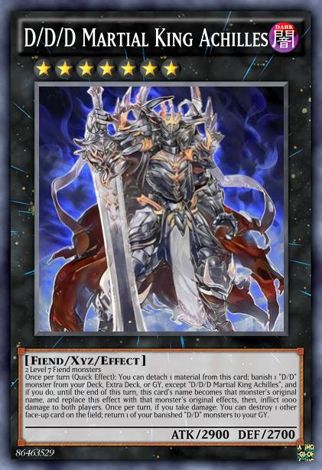 D/D/D Martial King Achilles
DARK
闇
[Fiend/Xyz/Effect]
2 Level 7 Fiend monsters
Once per turn (Quick Effect): You can detach 1 material from this card; banish 1 "D/D"
monster from your Deck, Extra Deck, or GY, except "D/D/D Martial King Achilles", and
if you do, until the end of this turn, this card's name becomes that monster's original
name, and replace this effect with that monster's original effects, then, inflict 1000
damage to both players. Once per turn, if you take damage: You can destroy 1 other
face-up card on the field; return 1 of your banished "D/D" monsters to your GY.
ATK/2900 DEF/2700
86463529